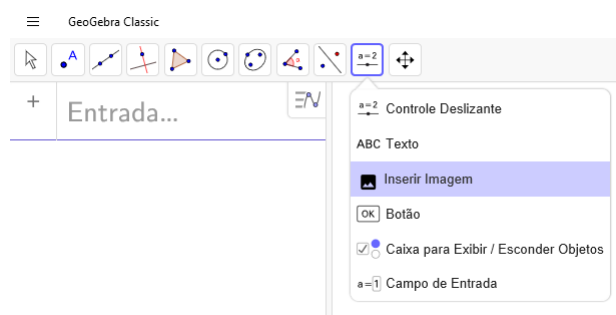 GeoGebra Classic
A
a=2
+
Entrada...
a=2 Controle Deslizante
ABC Texto
Inserir Imagem
OK Botão
Caixa para Exibir / Esconder Objetos
a=1 Campo de Entrada